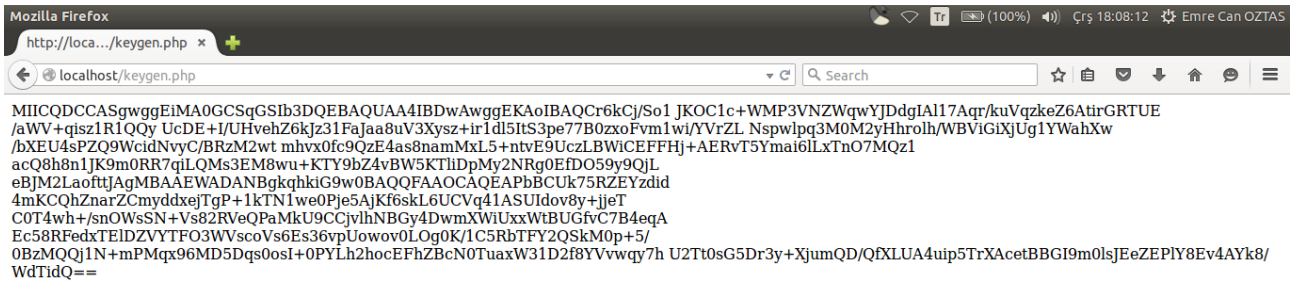 Mozilla Firefox
Tr (100%) Çrş 18:08:12 Emre Can OZTAS
http://loca.../keygen.php ×
localhost/keygen.php
Search
MIICQDCCASgwggEiMA0GCSqGSIb3DQEBAQUAA4IBDwAwggEKAoIBAQCr6kCj/So1 JKOC1c+WMP3VNZWqwYJDdgIAl17Aqr/kuVqzkeZ6AtirGRTUE
/aWV+qisz1R1QQy UcDE+I/UHvehZ6kJz31FaJaa8uV3Xysz+ir1dl5ItS3pe77B0zxoFvm1wi/YVrZL Nspwlpq3M0M2yHhrolh/WBViGiXjUg1YWahXw
/bXEU4sPZQ9WcidNvyC/BRzM2wt mhvx0fc9QzE4as8namMxL5+ntvE9UczLBWiCEFFHj+AERvT5Ymai6lLxTnO7MQz1
acQ8h8n1JK9m0RR7qiLQMs3EM8wu+KTY9bZ4vBW5KTliDpMy2NRg0EfDO59y9QjL
eBJM2LaofttJAgMBAAEWADANBgkqhkiG9w0BAQQFAAOCAQEAPbBCUk75RZEYzdid
4mKCQhZnarZCmyddxejTgP+1kTN1we0Pje5AjKf6skL6UCVq41ASUIdov8y+jjeT
C0T4wh+/snOWsSN+Vs82RVeQPaMkU9CCjvlhNBGy4DwmXWiUxxWtBUGfvC7B4eqA
Ec58RFedxTElDZVYTFO3WVscoVs6Es36vpUowov0LOg0K/1C5RbTFY2QSkM0p+5/
0BzMQQj1N+mPMqx96MD5Dqs0osI+0PYLh2hocEFhZBcN0TuaxW31D2f8YVvwqy7h U2Tt0sG5Dr3y+XjumQD/QfXLUA4uip5TrXAcetBBGI9m0lsJEeZEPlY8Ev4AYk8/
WdTidQ==